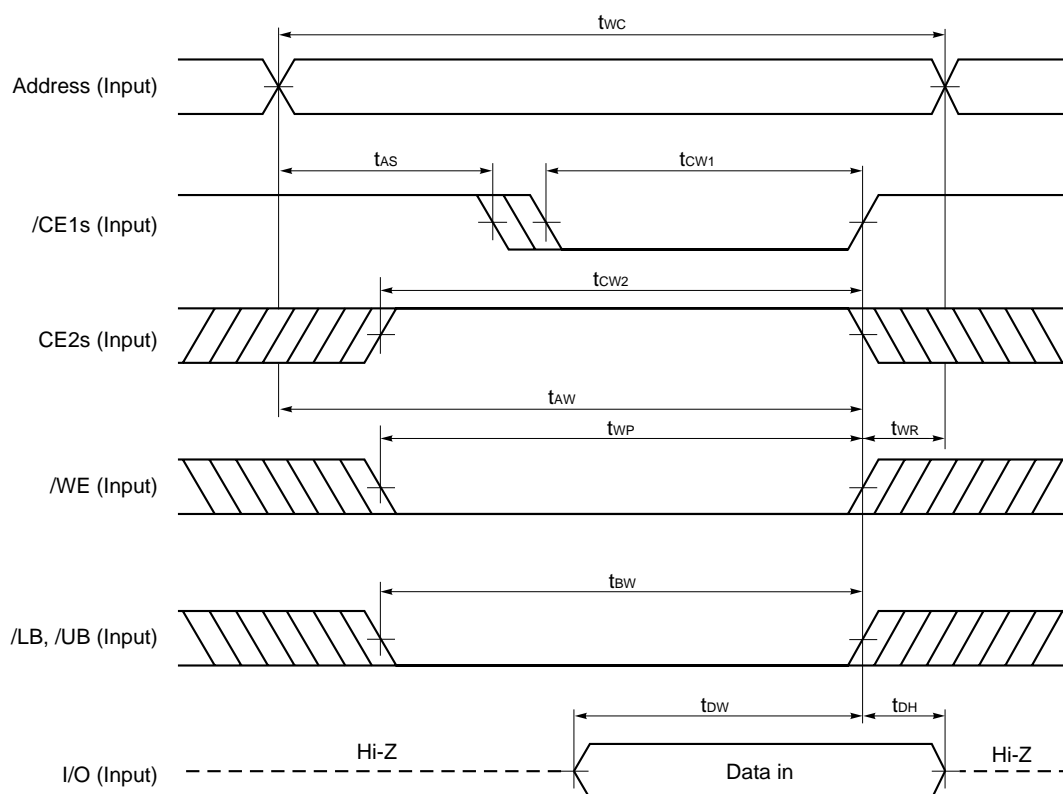 tWC
Address (Input)
tAS
tCW1
/CE1s (Input)
tCW2
CE2s (Input)
tAW
tWP
tWR
/WE (Input)
tBW
/LB, /UB (Input)
tDW
tDH
Hi-Z
Hi-Z
I/O (Input)
Data in